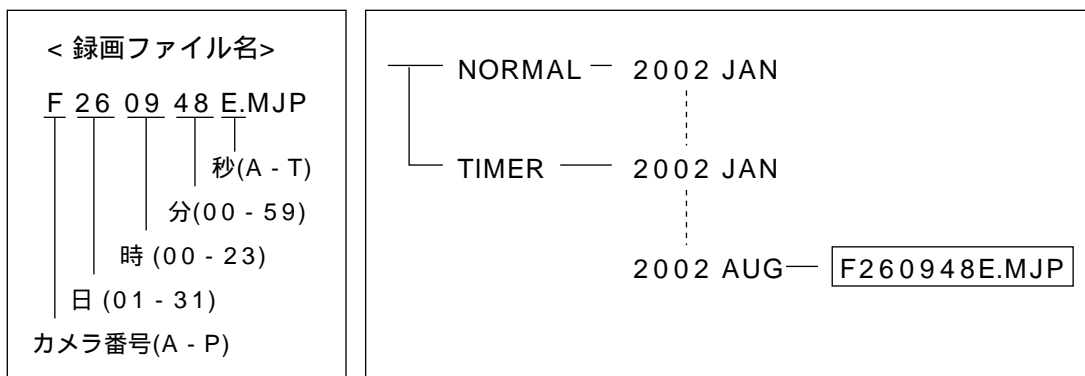 < 録画ファイル名>
F 26 09 48 E.MJP
秒(A - T)
分(00 - 59)
時 (00 - 23)
日 (01 - 31)
カメラ番号(A - P)
NORMAL 2002 JAN
TIMER 2002 JAN
2002 AUG F260948E.MJP